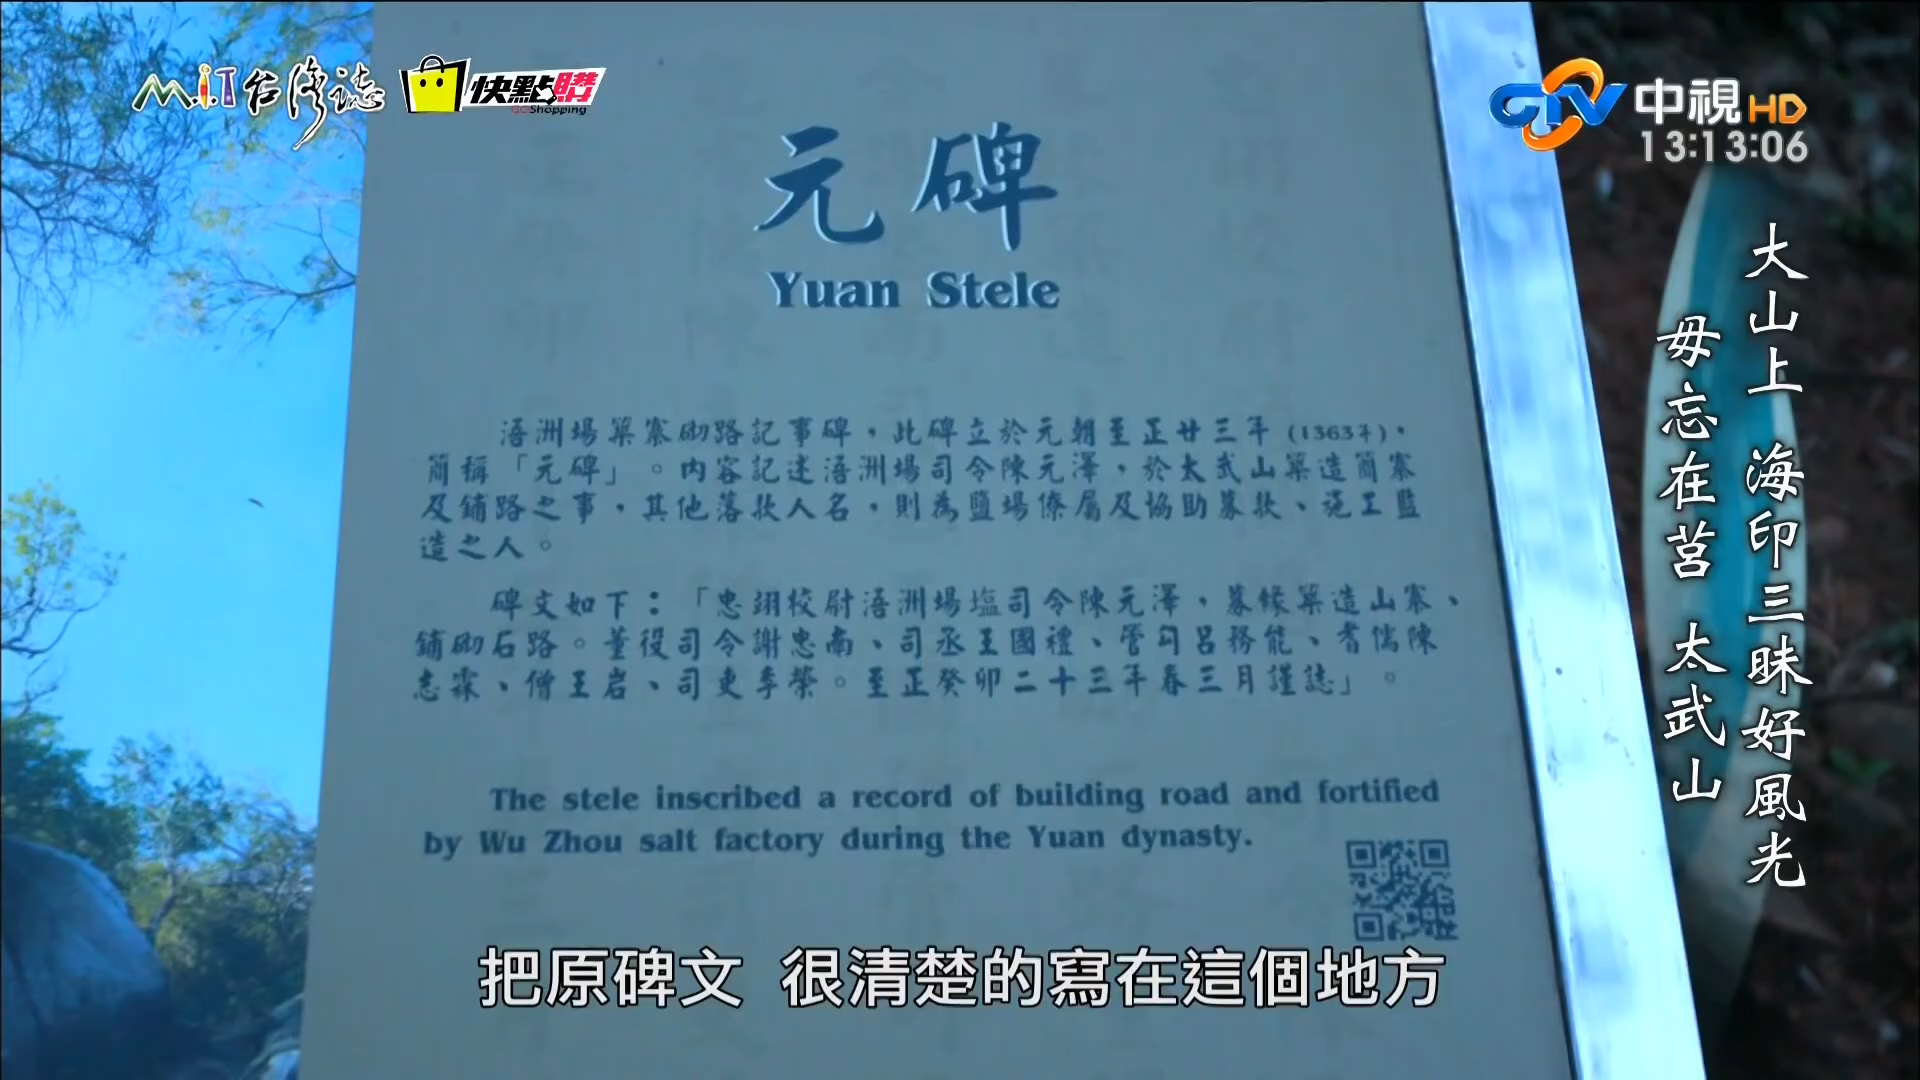 M.I.T台灣誌
快點購
GOShopping
CTV中視HD
13:13:06
元碑
Yuan Stele
浯洲場築寨砌路記事碑，此碑立於元朝至正廿三年(1363年)，
簡稱「元碑」。內容記述浯洲場司令陳元澤，於太武山築造簡寨
及鋪路之事，其他落款人名，則為鹽場僚屬及協助募款、施工監
造之人。
碑文如下：「忠翊校尉浯洲場塩司令陳元澤，募緣築造山寨、
鋪砌石路。董役司令謝忠南、司丞王國禮、管勾呂務能、耆儒陳
志霖、僧王岩、司吏李榮。至正癸卯二十三年春三月謹誌」。
The stele inscribed a record of building road and fortified
by Wu Zhou salt factory during the Yuan dynasty.
大山上 海印三昧好風光
毋忘在莒 太武山
把原碑文 很清楚的寫在這個地方